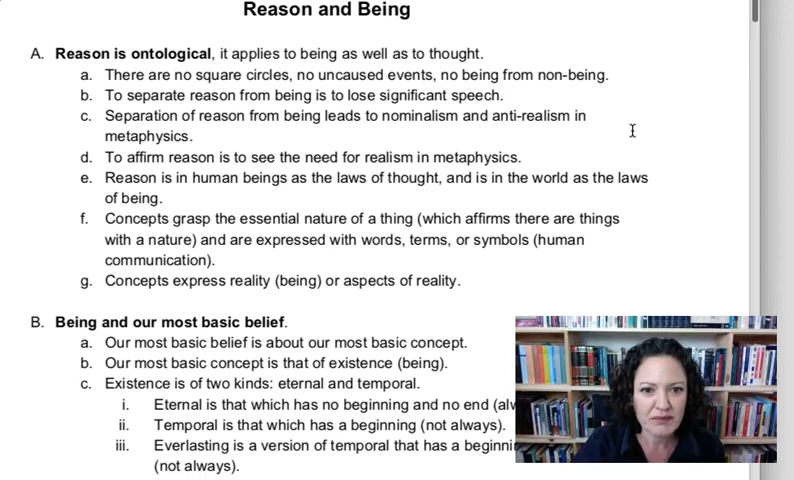 Reason and Being
A. Reason is ontological, it applies to being as well as to thought.
a. There are no square circles, no uncaused events, no being from non-being.
b. To separate reason from being is to lose significant speech.
c. Separation of reason from being leads to nominalism and anti-realism in
metaphysics.
d. To affirm reason is to see the need for realism in metaphysics.
e. Reason is in human beings as the laws of thought, and is in the world as the laws
of being.
f. Concepts grasp the essential nature of a thing (which affirms there are things
with a nature) and are expressed with words, terms, or symbols (human
communication).
g. Concepts express reality (being) or aspects of reality.
B. Being and our most basic belief.
a. Our most basic belief is about our most basic concept.
b. Our most basic concept is that of existence (being).
c. Existence is of two kinds: eternal and temporal.
i. Eternal is that which has no beginning and no end
ii. Temporal is that which has a beginning (not always).
iii. Everlasting is a version of temporal that has a
(not always).